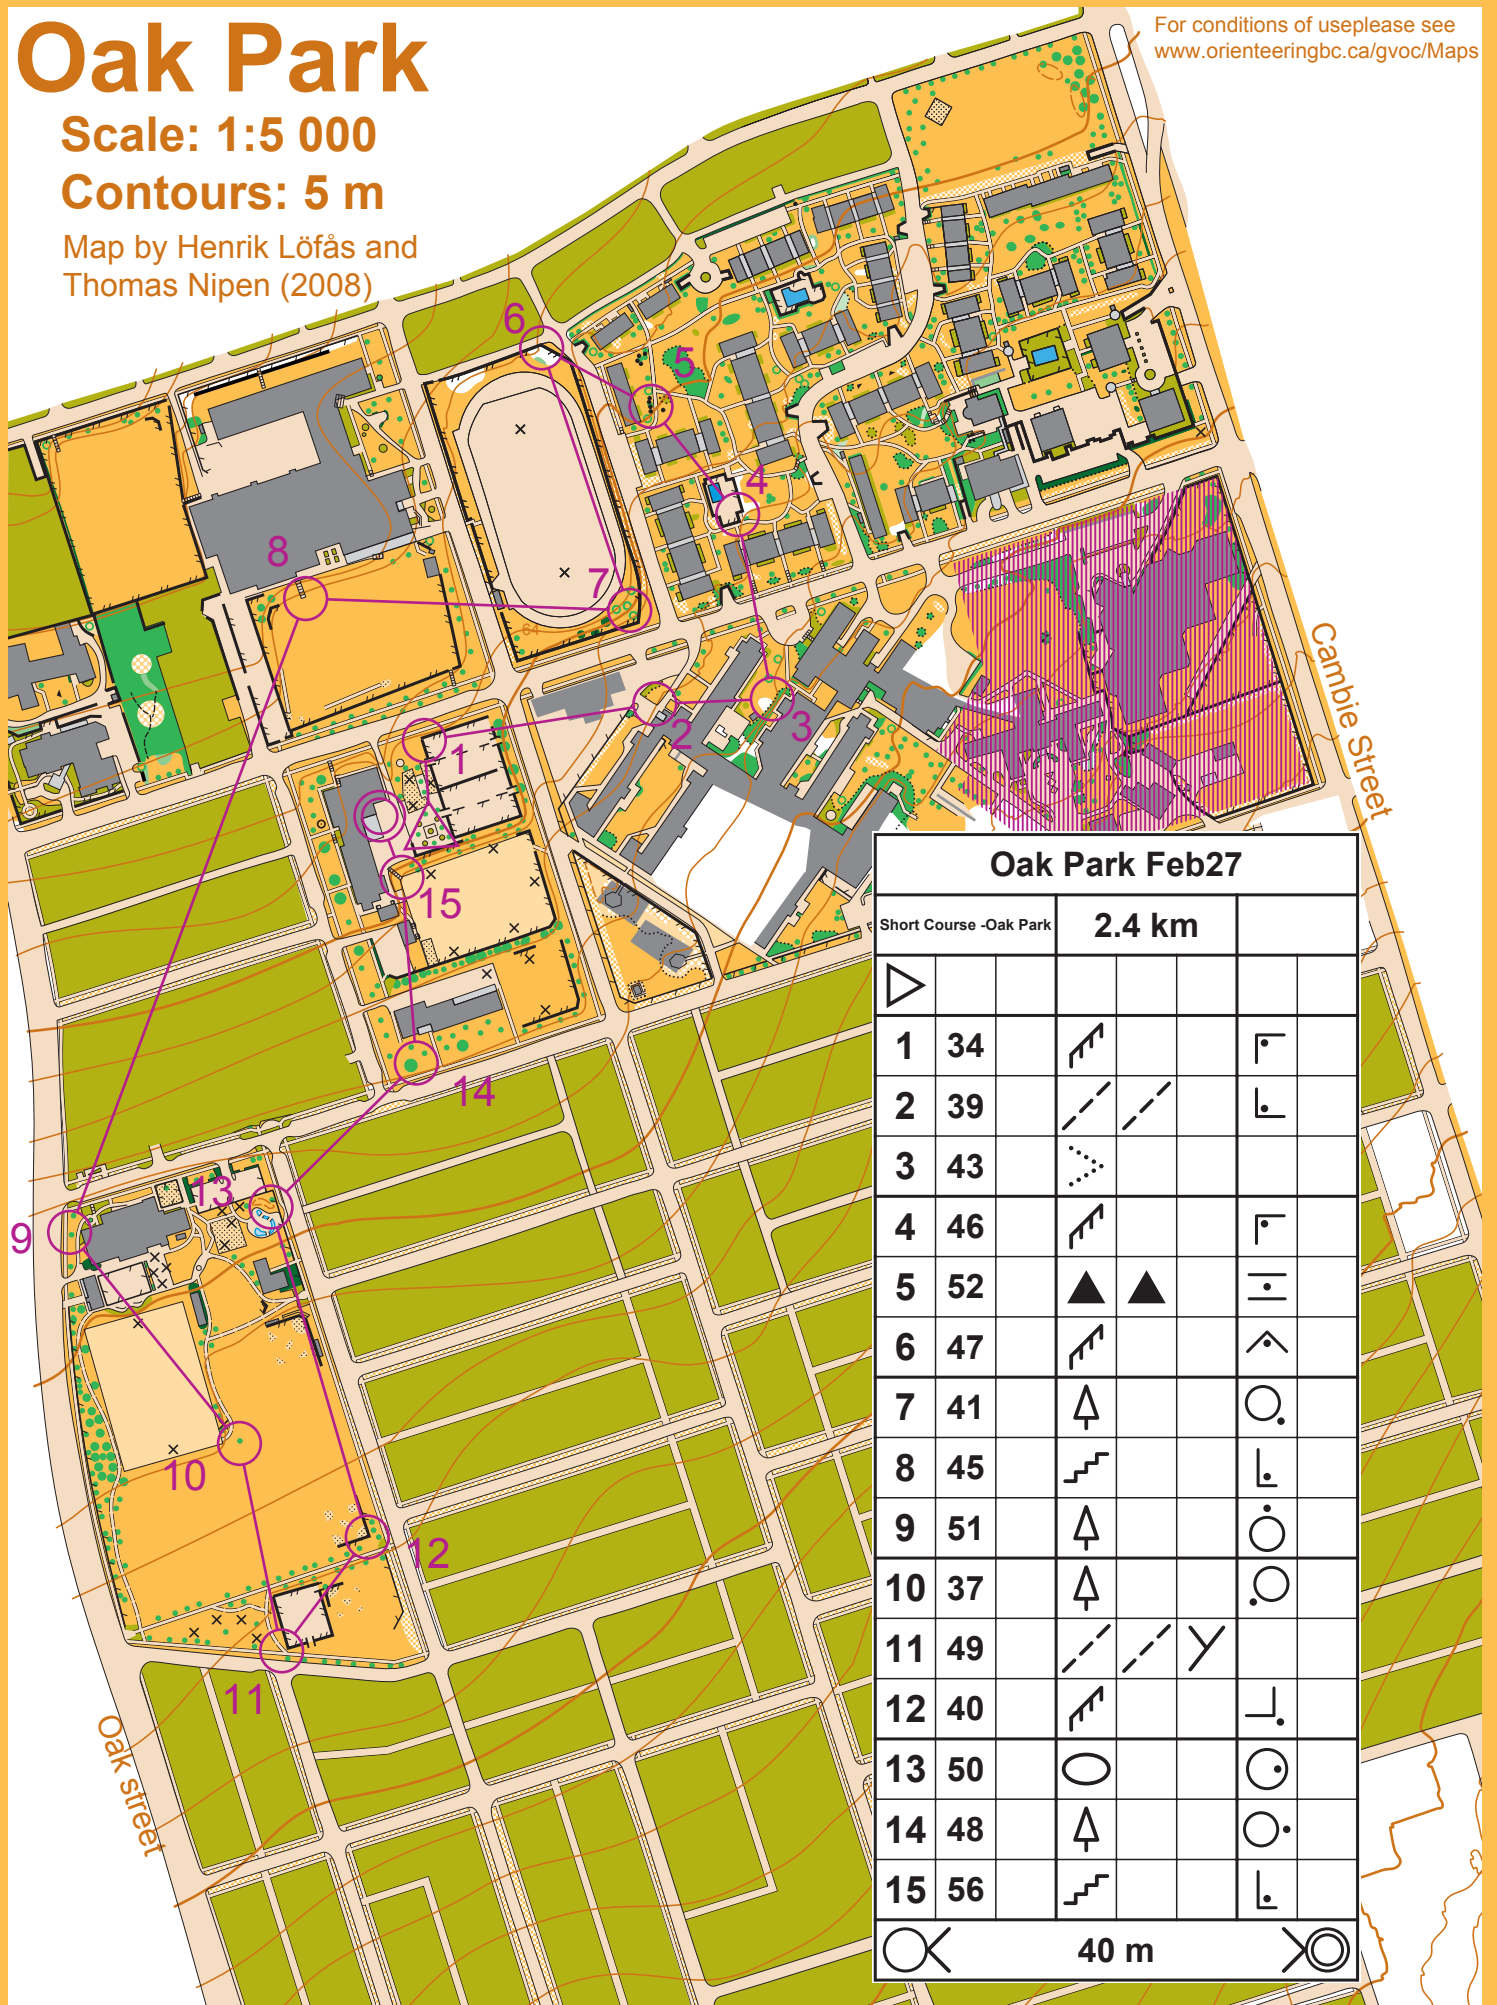 Oak Park
Scale: 1:5 000
Contours: 5 m
Map by Henrik Löfås and
Thomas Nipen (2008)
For conditions of useplease see
www.orienteeringbc.ca/gvoc/Maps
6
5
4
8
7
64
Cambie Street
2
3
1
15
14
13
9
10
12
11
Oak street
Oak Park Feb27
Short Course -Oak Park 2.4 km
1 34
2 39
3 43
4 46
5 52
6 47
7 41
8 45
9 51
10 37
11 49
12 40
13 50
14 48
15 56
40 m